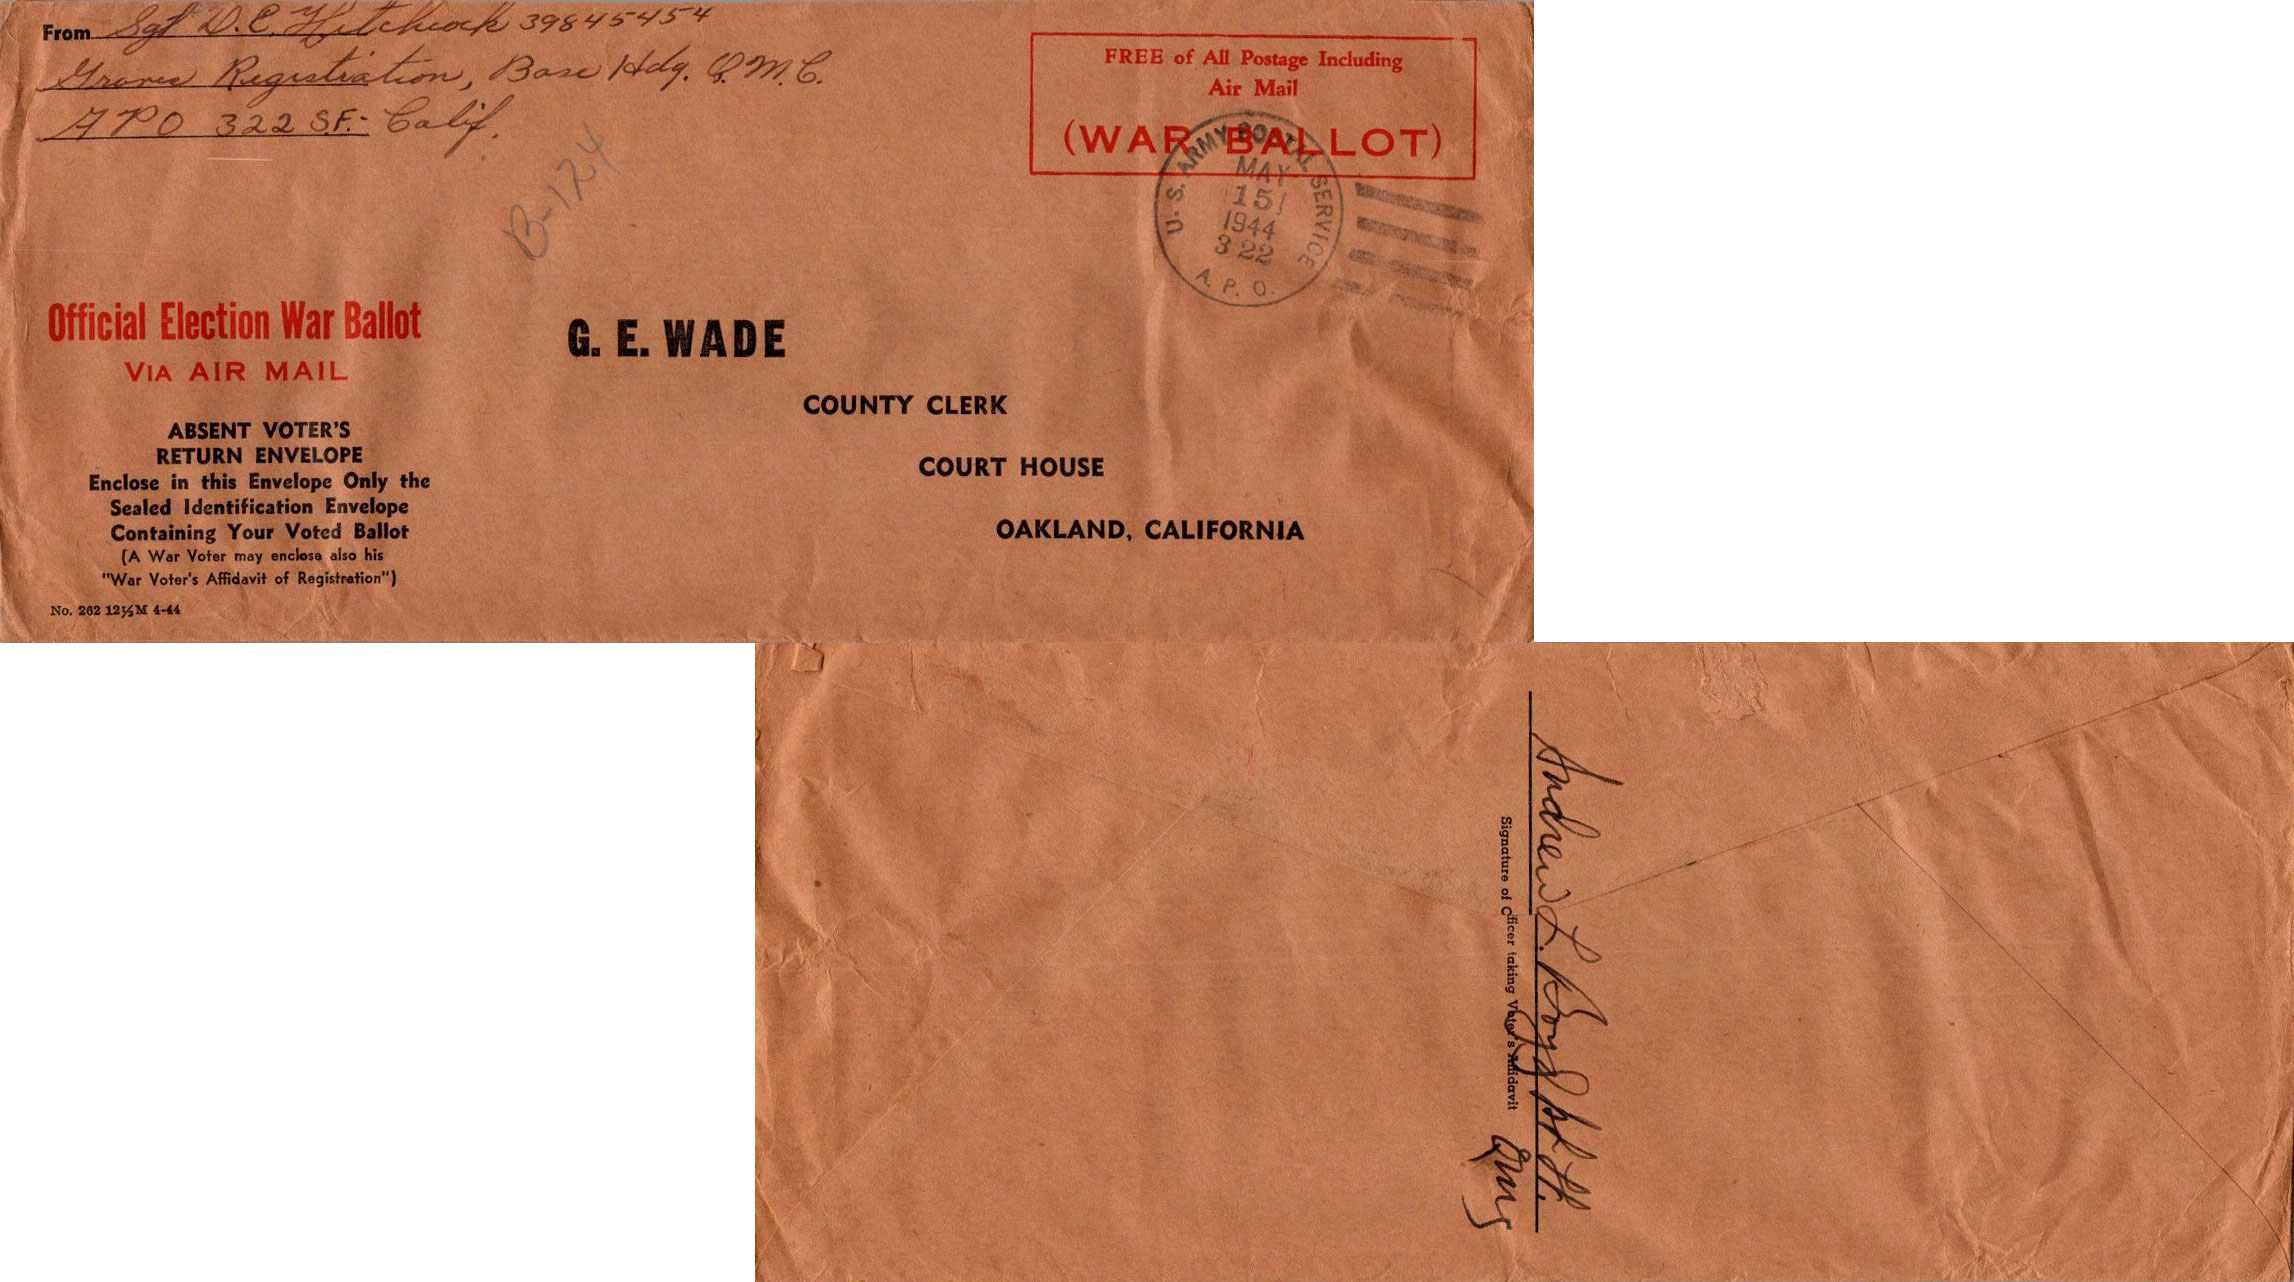 From Sgt D.C. Hitchcock 39845454
Graves Registration, Base Hdq. Q.M.C.
APO 322 S.F. Calif.
B-124
FREE of All Postage Including
Air Mail
(WAR BALLOT)
U.S. ARMY POSTAL SERVICE
MAY
15
1944
322
A. P. O.
Official Election War Ballot
VIA AIR MAIL
ABSENT VOTER'S
RETURN ENVELOPE
Enclose in this Envelope Only the
Sealed Identification Envelope
Containing Your Voted Ballot
(A War Voter may enclose also his
"War Voter's Affidavit of Registration")
No. 262 12½M 4-44
G. E. WADE
COUNTY CLERK
COURT HOUSE
OAKLAND, CALIFORNIA
Andrew L.
Signature of Officer taking Voter's Affidavit
QMC